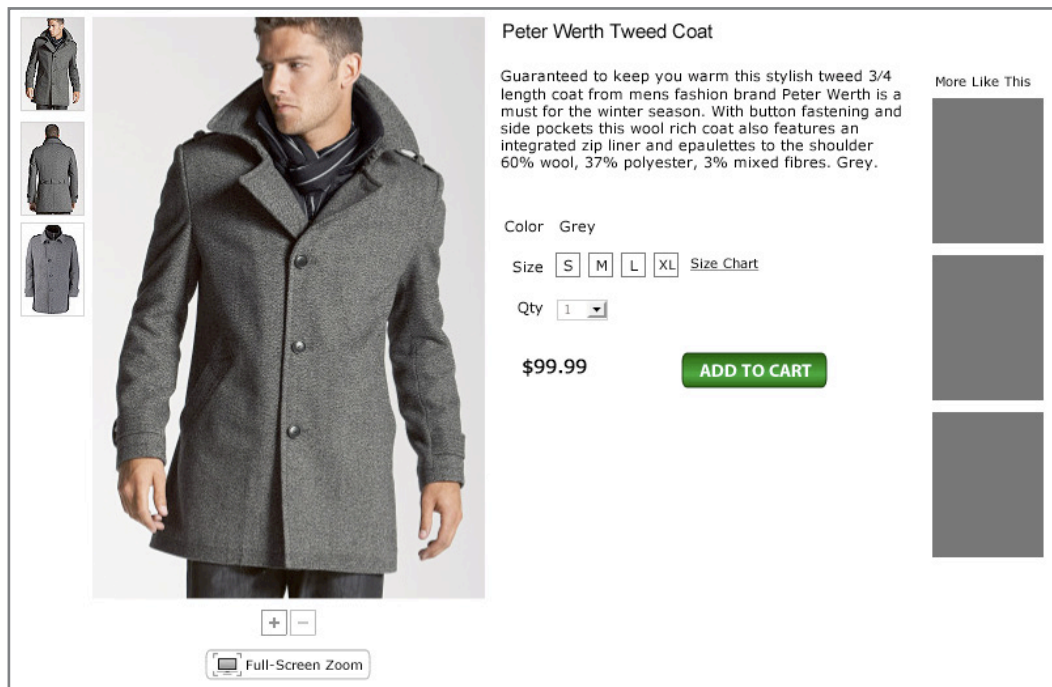 Peter Werth Tweed Coat
Guaranteed to keep you warm this stylish tweed 3/4
length coat from mens fashion brand Peter Werth is a
must for the winter season. With button fastening and
side pockets this wool rich coat also features an
integrated zip liner and epaulettes to the shoulder
60% wool, 37% polyester, 3% mixed fibres. Grey.
More Like This
Color Grey
Size S M L XL Size Chart
Qty 1
$99.99 ADD TO CART
+ −
Full-Screen Zoom